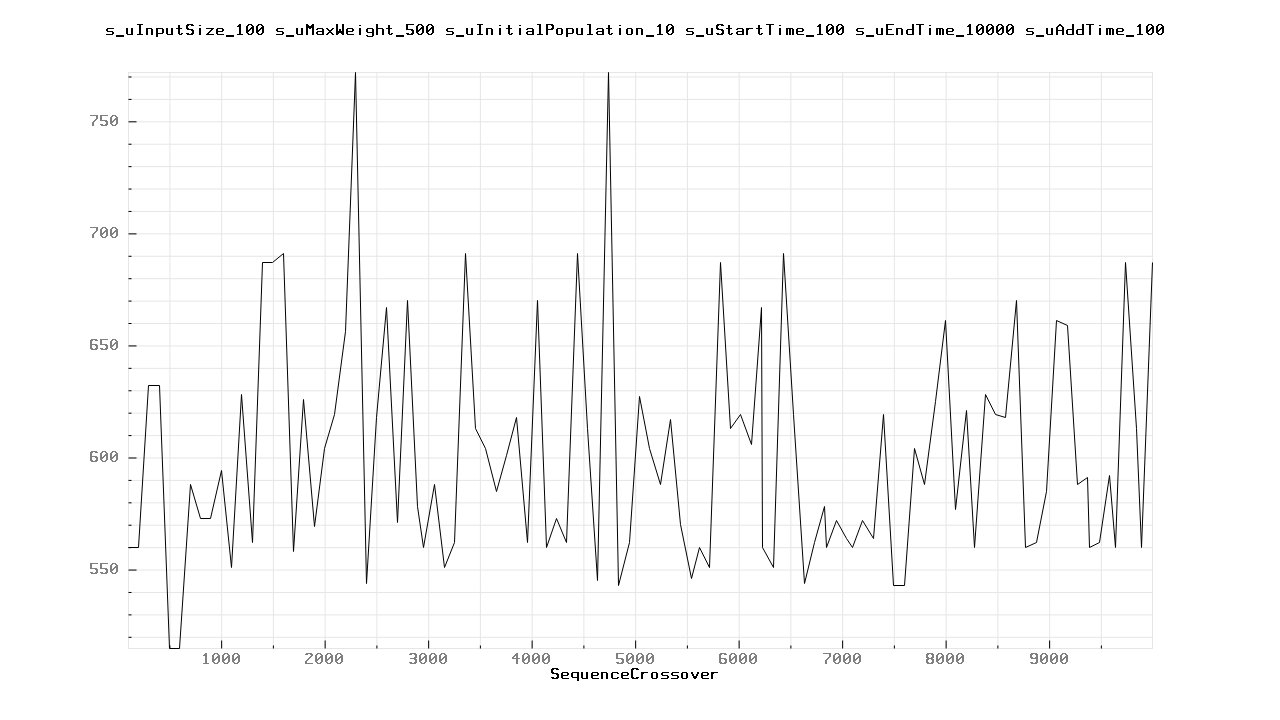 s_uInputSize_100 s_uMaxWeight_500 s_uInitialPopulation_10 s_uStartTime_100 s_uEndTime_10000 s_uAddTime_100
750
700
650
600
550
1000 2000 3000 4000 5000 6000 7000 8000 9000
SequenceCrossover